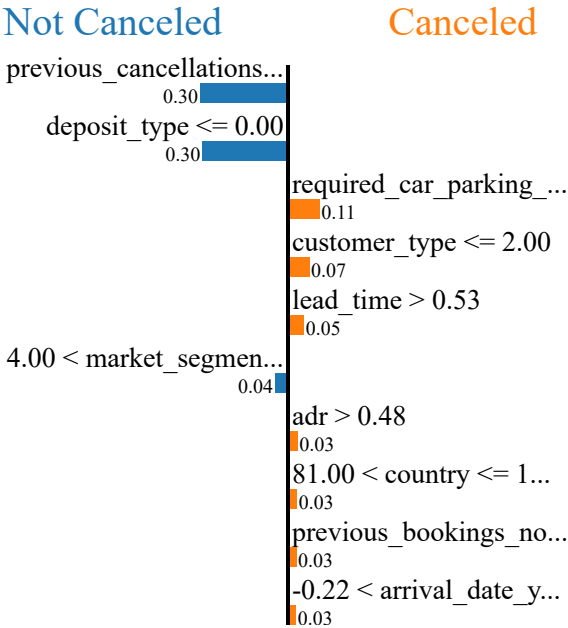 Not Canceled Canceled
previous_cancellations...
0.30
deposit_type <= 0.00
0.30
required_car_parking_...
0.11
customer_type <= 2.00
0.07
lead_time > 0.53
0.05
4.00 < market_segmen...
0.04
adr > 0.48
0.03
81.00 < country <= 1...
0.03
previous_bookings_no...
0.03
-0.22 < arrival_date_y...
0.03